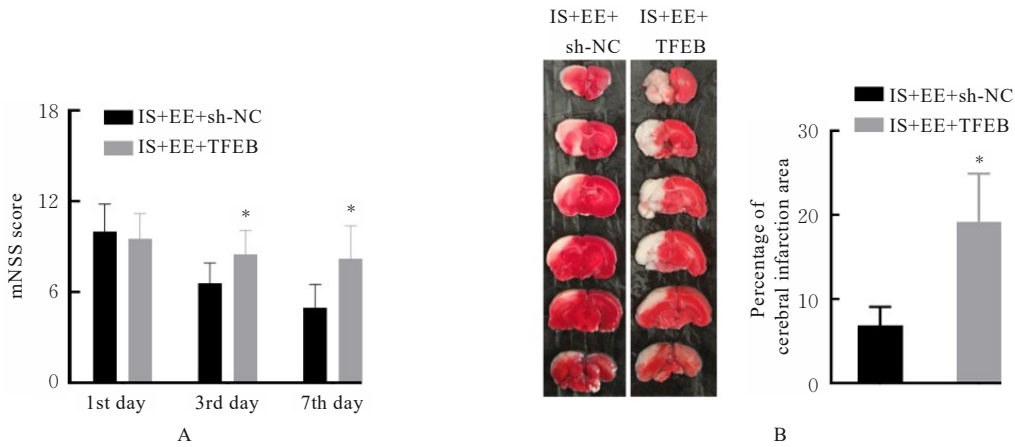 18
12
6
0
mNSS score
IS+EE+sh-NC
IS+EE+TFEB
*
*
1st day
3rd day
7th day
A
IS+EE+
sh-NC
IS+EE+
TFEB
IS+EE+sh-NC
IS+EE+TFEB
30
20
10
0
Percentage of
cerebral infarction area
*
B